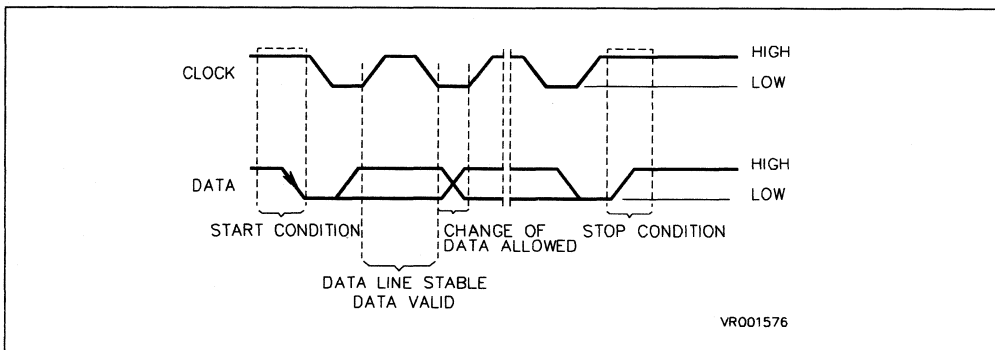 HIGH
CLOCK
LOW
HIGH
DATA
LOW
START CONDITION
CHANGE OF
DATA ALLOWED
STOP CONDITION
DATA LINE STABLE
DATA VALID
VR001576